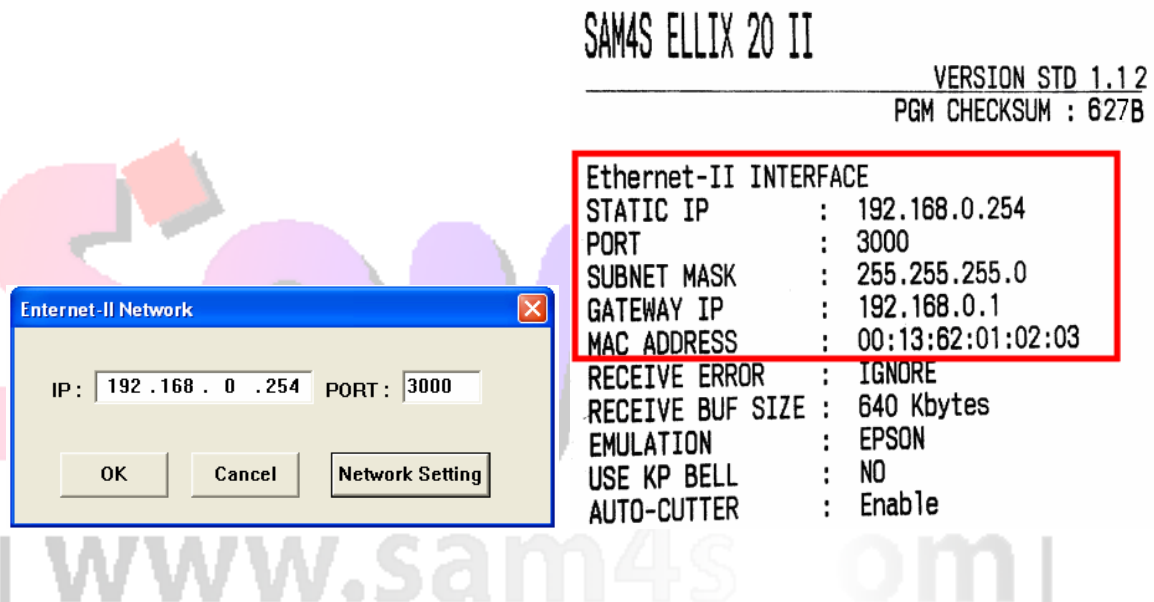 SAM4S ELLIX 20 II
VERSION STD 1.12
PGM CHECKSUM : 627B
Ethernet-II INTERFACE
STATIC IP : 192.168.0.254
PORT : 3000
SUBNET MASK : 255.255.255.0
GATEWAY IP : 192.168.0.1
MAC ADDRESS : 00:13:62:01:02:03
RECEIVE ERROR : IGNORE
RECEIVE BUF SIZE : 640 Kbytes
EMULATION : EPSON
USE KP BELL : NO
AUTO-CUTTER : Enable
Enternet-II Network
IP : 192 .168 . 0 .254 PORT : 3000
OK Cancel Network Setting
www.sam4s om